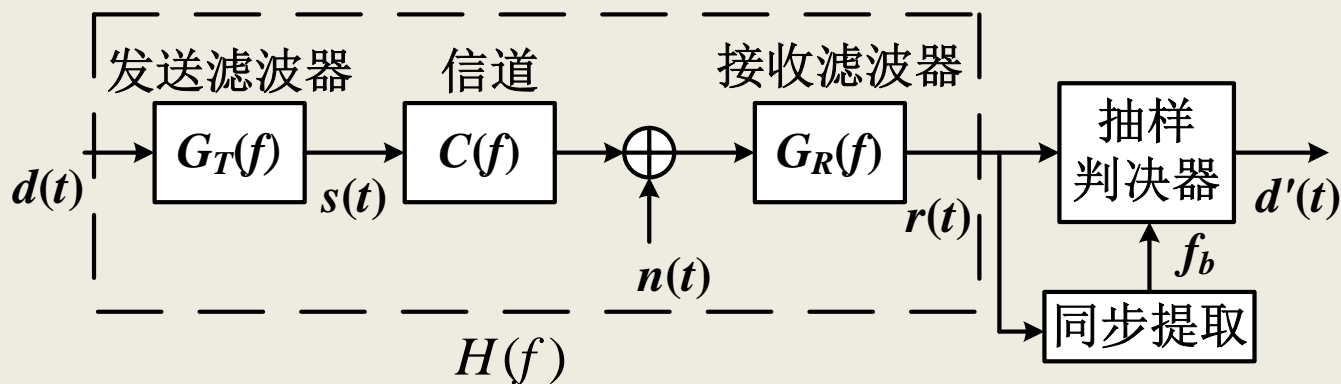 发送滤波器
信道
接收滤波器
抽样
判决器
G_T(f)
C(f)
G_R(f)
d(t)
s(t)
r(t)
d'(t)
n(t)
f_b
同步提取
H(f)